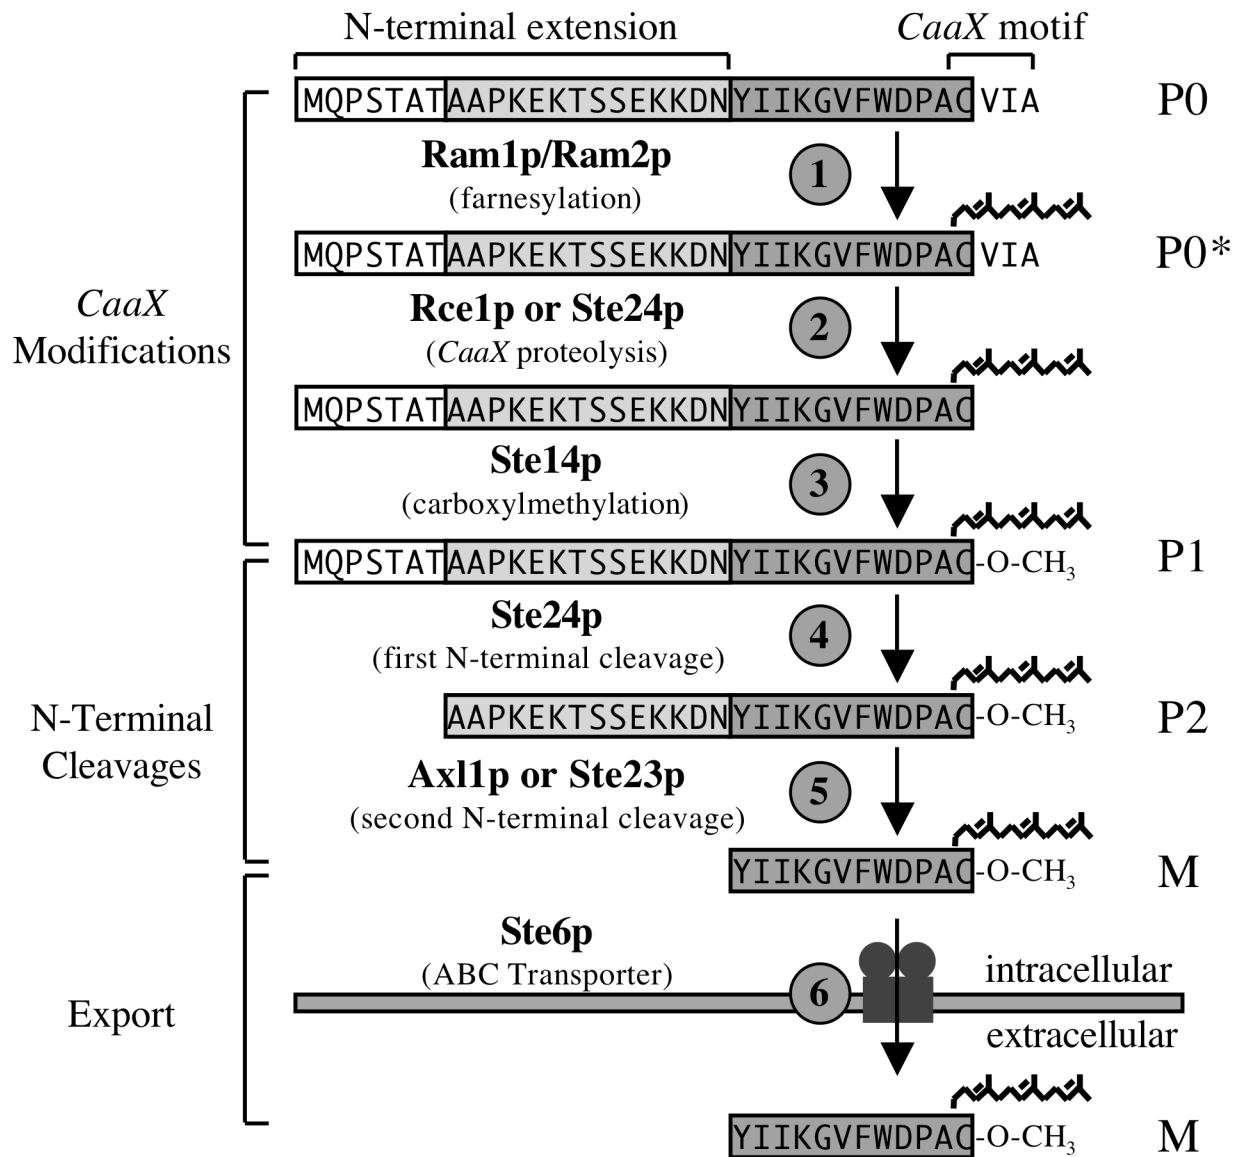 N-terminal extension CaaX motif
MQPSTATAAPKEKTSSEKKDNYIIKGVFWDPACVIA P0
Ram1p/Ram2p
(farnesylation)
1
MQPSTATAAPKEKTSSEKKDNYIIKGVFWDPACVIA P0*
CaaX
Modifications
Rce1p or Ste24p
(CaaX proteolysis)
2
MQPSTATAAPKEKTSSEKKDNYIIKGVFWDPAC
Ste14p
(carboxylmethylation)
3
MQPSTATAAPKEKTSSEKKDNYIIKGVFWDPAC-O-CH₃ P1
Ste24p
(first N-terminal cleavage)
4
N-Terminal
Cleavages
AAPKEKTSSEKKDNYIIKGVFWDPAC-O-CH₃ P2
Axl1p or Ste23p
(second N-terminal cleavage)
5
YIIKGVFWDPAC-O-CH₃ M
Export
Ste6p
(ABC Transporter)
6
intracellular
extracellular
YIIKGVFWDPAC-O-CH₃ M